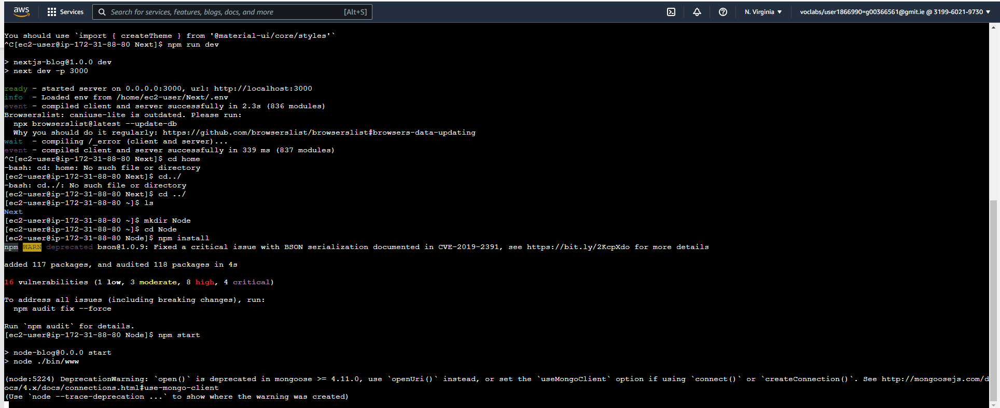 aws
Services
Search for services, features, blogs, docs, and more
[Alt+S]
N. Virginia ▼
voclabs/user1866990=g00366561@gmit.ie @ 3199-6021-9730 ▼
You should use `import { createTheme } from '@material-ui/core/styles'`
^C[ec2-user@ip-172-31-88-80 Next]$ npm run dev
> nextjs-blog@1.0.0 dev
> next dev -p 3000
ready - started server on 0.0.0.0:3000, url: http://localhost:3000
info  - Loaded env from /home/ec2-user/Next/.env
event - compiled client and server successfully in 2.3s (836 modules)
Browserslist: caniuse-lite is outdated. Please run:
  npx browserslist@latest --update-db
  Why you should do it regularly: https://github.com/browserslist/browserslist#browsers-data-updating
wait  - compiling /_error (client and server)...
event - compiled client and server successfully in 339 ms (837 modules)
^C[ec2-user@ip-172-31-88-80 Next]$ cd home
-bash: cd: home: No such file or directory
[ec2-user@ip-172-31-88-80 Next]$ cd../
-bash: cd../: No such file or directory
[ec2-user@ip-172-31-88-80 Next]$ cd ../
[ec2-user@ip-172-31-88-80 ~]$ ls
Next
[ec2-user@ip-172-31-88-80 ~]$ mkdir Node
[ec2-user@ip-172-31-88-80 ~]$ cd Node
[ec2-user@ip-172-31-88-80 Node]$ npm install
npm WARN deprecated bson@1.0.9: Fixed a critical issue with BSON serialization documented in CVE-2019-2391, see https://bit.ly/2KcpXdo for more details
added 117 packages, and audited 118 packages in 4s
16 vulnerabilities (1 low, 3 moderate, 8 high, 4 critical)
To address all issues (including breaking changes), run:
  npm audit fix --force
Run `npm audit` for details.
[ec2-user@ip-172-31-88-80 Node]$ npm start
> node-blog@0.0.0 start
> node ./bin/www
(node:5224) DeprecationWarning: `open()` is deprecated in mongoose >= 4.11.0, use `openUri()` instead, or set the `useMongoClient` option if using `connect()` or `createConnection()`. See http://mongoosejs.com/d
ocs/4.x/docs/connections.html#use-mongo-client
(Use `node --trace-deprecation ...` to show where the warning was created)